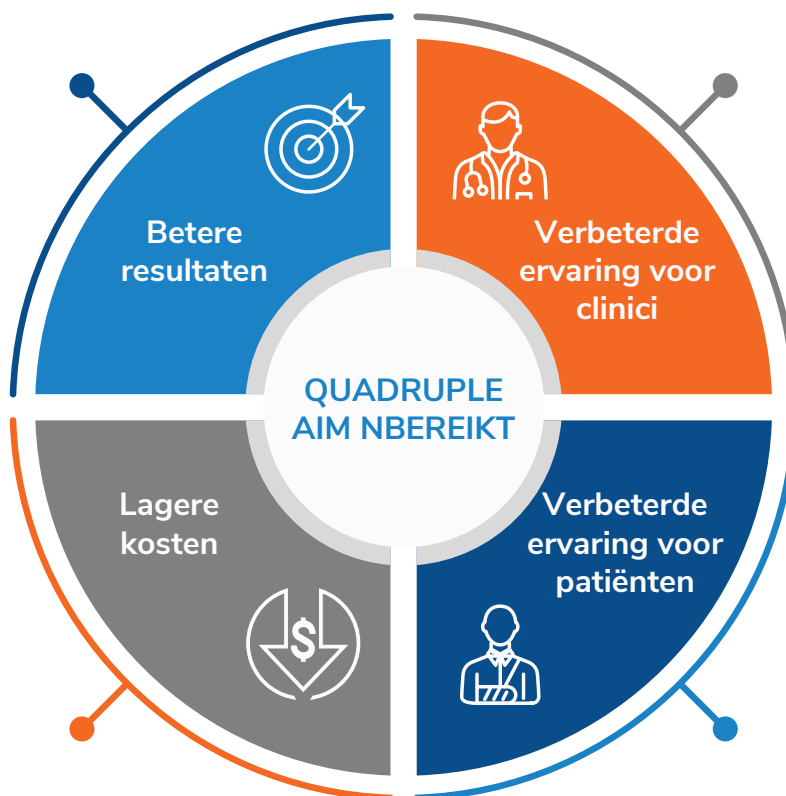 Betere
resultaten
Verbeterde
ervaring voor
clinici
QUADRUPLE
AIM NBEREIKT
Lagere
kosten
$
Verbeterde
ervaring voor
patiënten